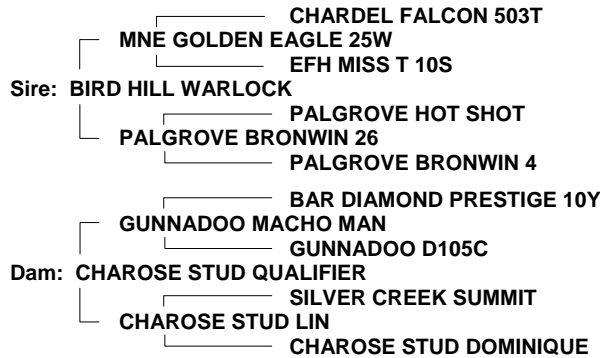 CHARDEL FALCON 503T
MNE GOLDEN EAGLE 25W
EFH MISS T 10S
Sire: BIRD HILL WARLOCK
PALGROVE HOT SHOT
PALGROVE BRONWIN 26
PALGROVE BRONWIN 4
BAR DIAMOND PRESTIGE 10Y
GUNNADOO MACHO MAN
GUNNADOO D105C
Dam: CHAROSE STUD QUALIFIER
SILVER CREEK SUMMIT
CHAROSE STUD LIN
CHAROSE STUD DOMINIQUE